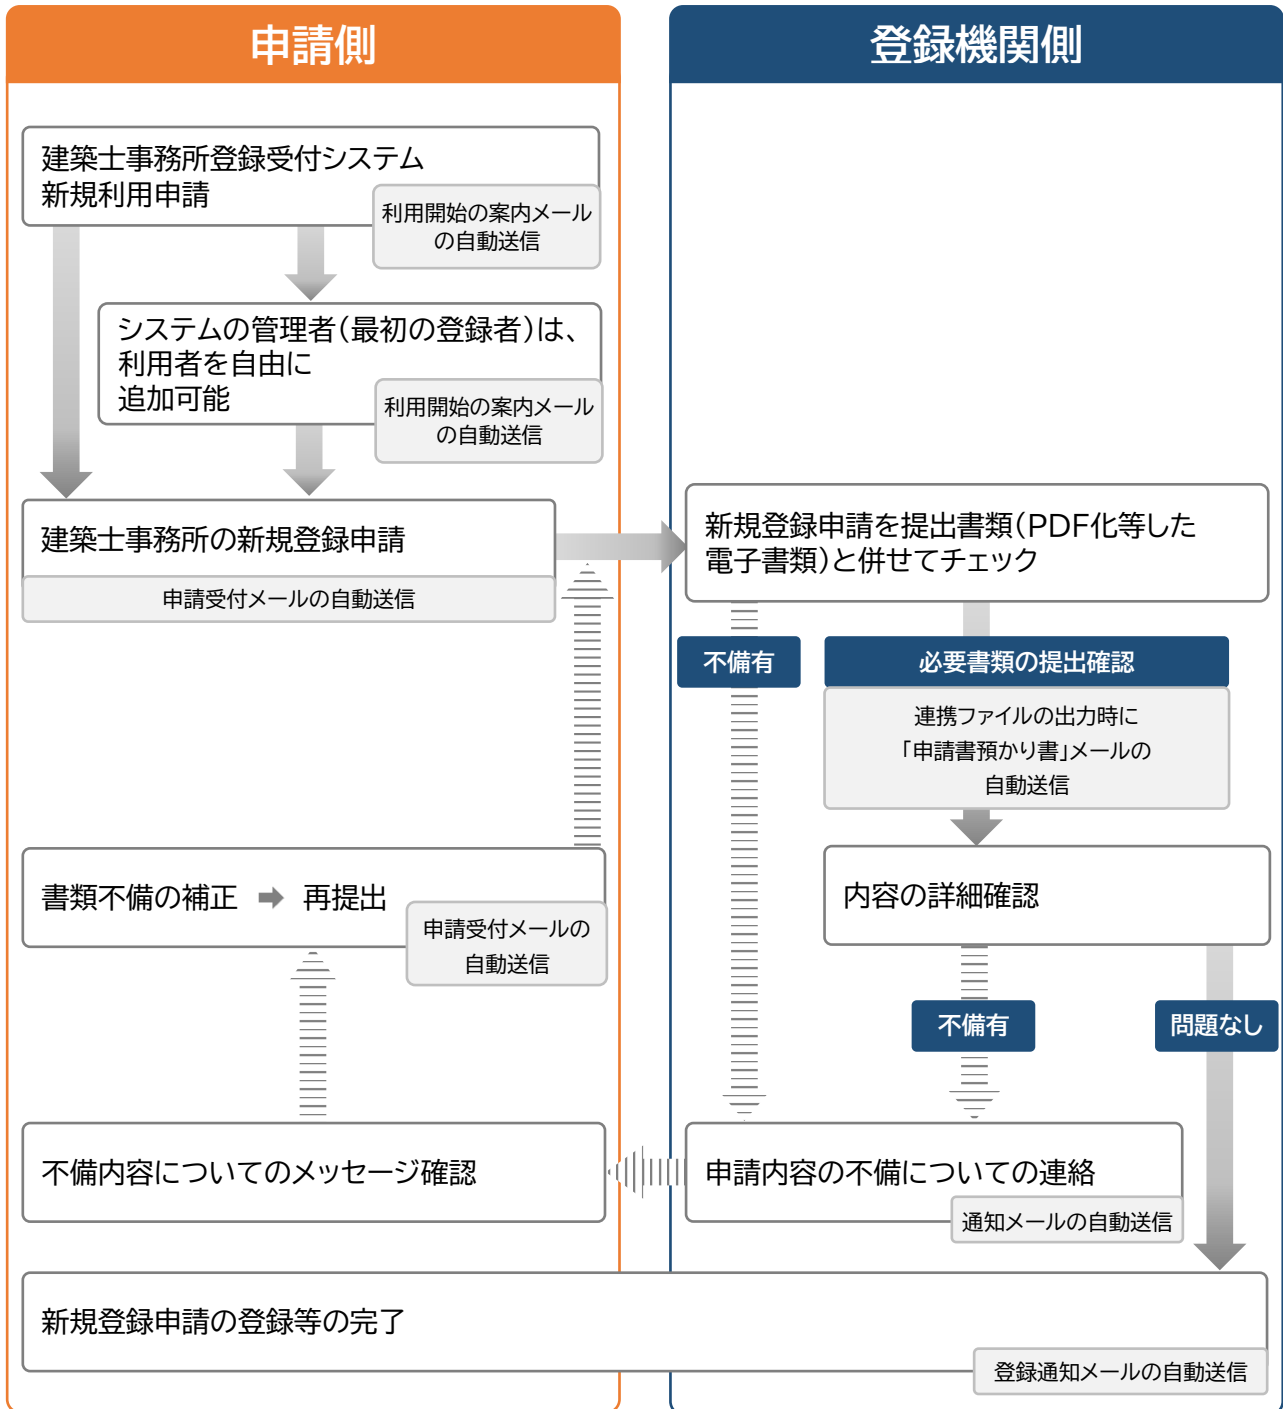 申請側
登録機関側
建築士事務所登録受付システム
新規利用申請
利用開始の案内メール
の自動送信
システムの管理者(最初の登録者)は、
利用者を自由に
追加可能
利用開始の案内メール
の自動送信
建築士事務所の新規登録申請
申請受付メールの自動送信
新規登録申請を提出書類(PDF化等した
電子書類)と併せてチェック
不備有
必要書類の提出確認
連携ファイルの出力時に
「申請書預かり書」メールの
自動送信
書類不備の補正 ➡ 再提出
申請受付メールの
自動送信
内容の詳細確認
不備有
問題なし
不備内容についてのメッセージ確認
申請内容の不備についての連絡
通知メールの自動送信
新規登録申請の登録等の完了
登録通知メールの自動送信